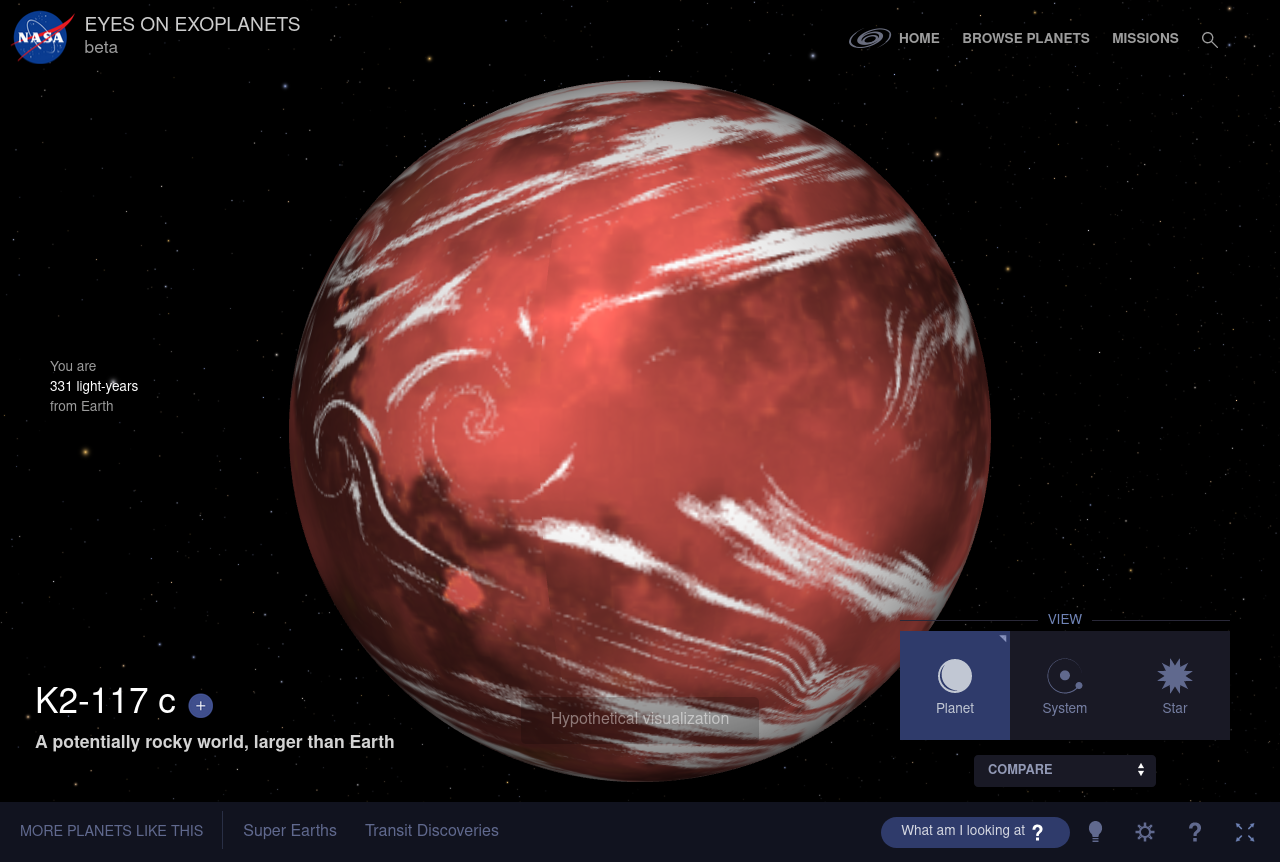 NASA
EYES ON EXOPLANETS
beta
HOME
BROWSE PLANETS
MISSIONS
You are
331 light-years
from Earth
K2-117 c +
A potentially rocky world, larger than Earth
Hypothetical visualization
VIEW
Planet
System
Star
COMPARE
MORE PLANETS LIKE THIS
Super Earths
Transit Discoveries
What am I looking at ?
?